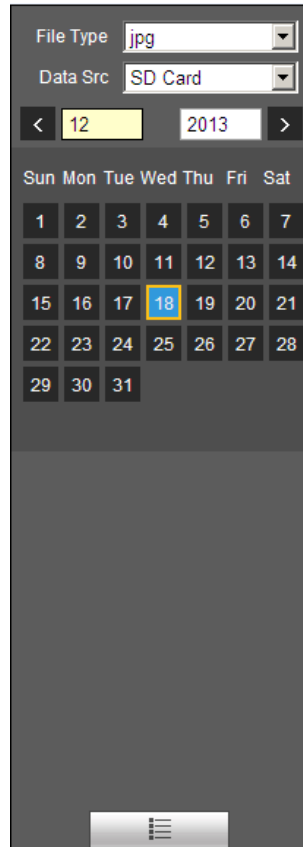 File Type jpg
Data Src SD Card
< 12 2013 >
Sun Mon Tue Wed Thu Fri Sat
1 2 3 4 5 6 7
8 9 10 11 12 13 14
15 16 17 18 19 20 21
22 23 24 25 26 27 28
29 30 31